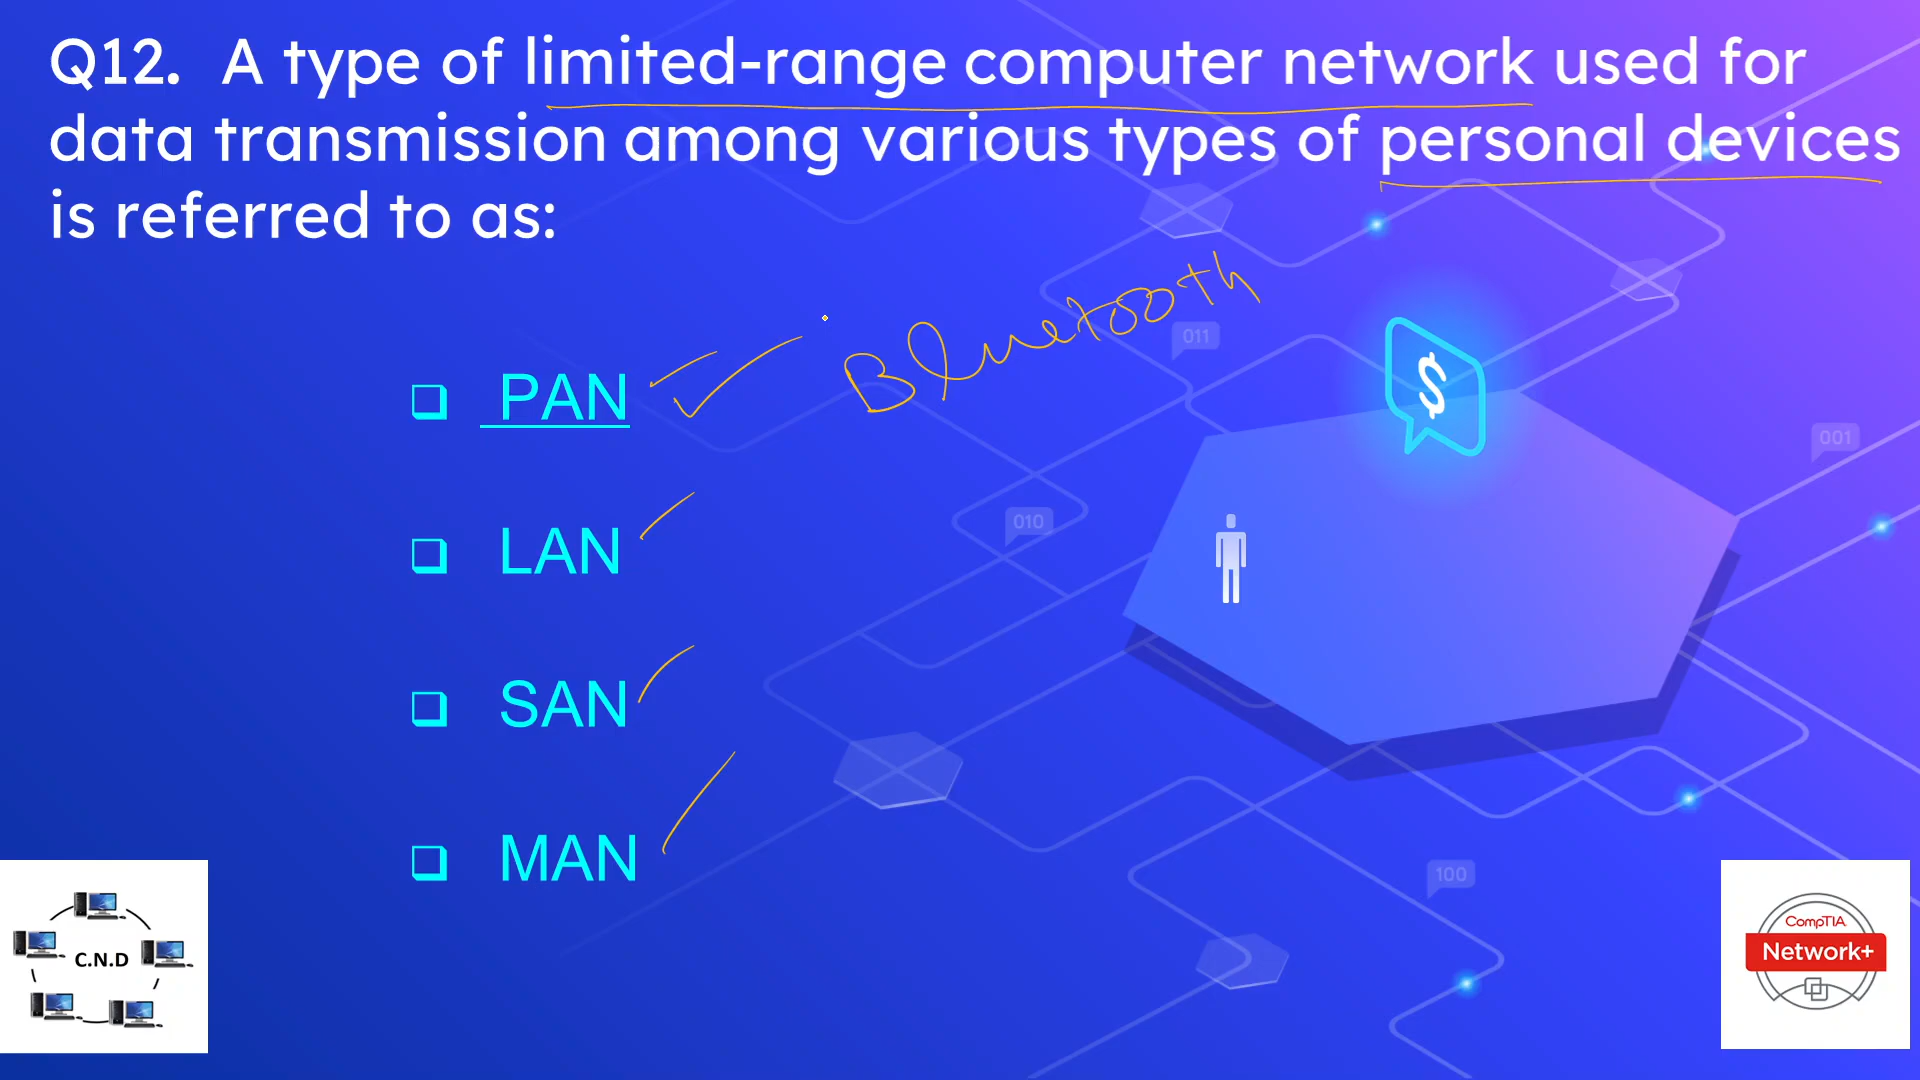 Q12. A type of limited-range computer network used for
data transmission among various types of personal devices
is referred to as:
Bluetooth
011
PAN
001
010
LAN
SAN
MAN
100
C.N.D
CompTIA
Network+